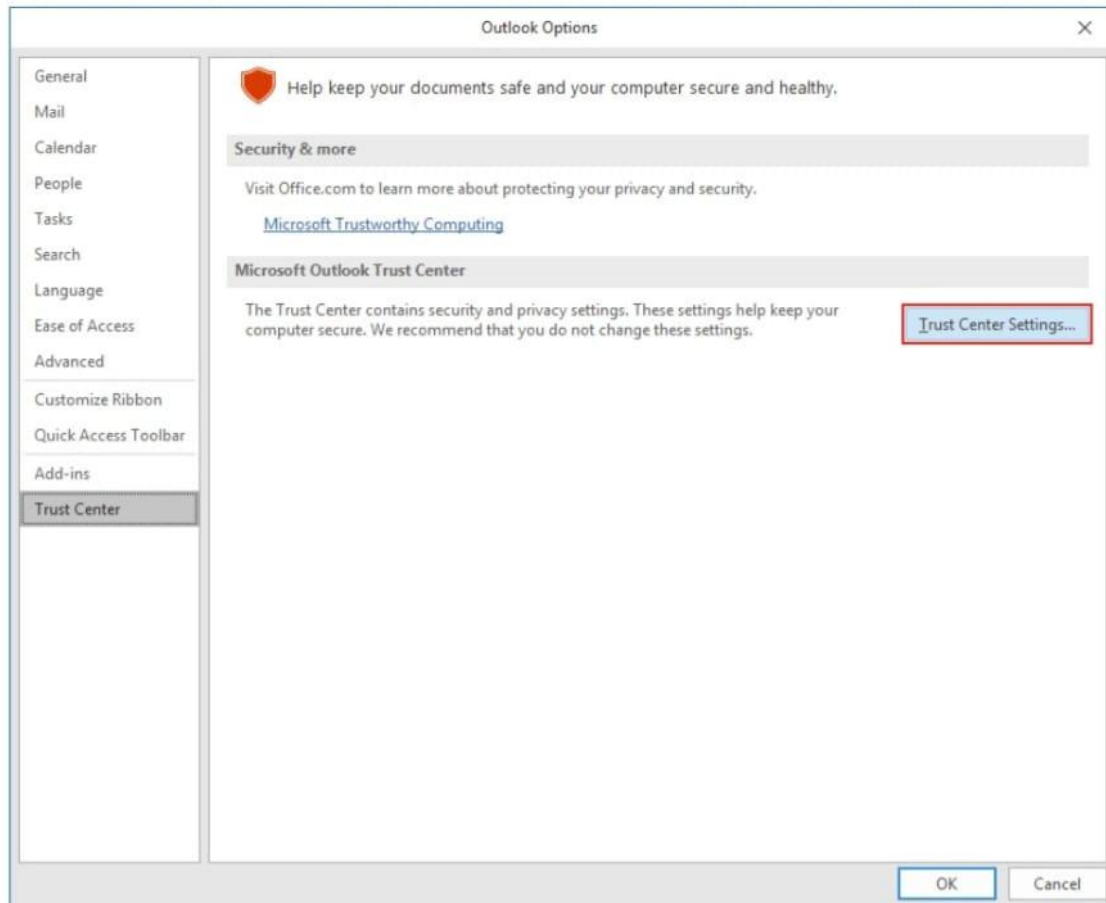 Outlook Options
General
Mail
Calendar
People
Tasks
Search
Language
Ease of Access
Advanced
Customize Ribbon
Quick Access Toolbar
Add-ins
Trust Center
Help keep your documents safe and your computer secure and healthy.
Security & more
Visit Office.com to learn more about protecting your privacy and security.
Microsoft Trustworthy Computing
Microsoft Outlook Trust Center
The Trust Center contains security and privacy settings. These settings help keep your
computer secure. We recommend that you do not change these settings.
Trust Center Settings...
OK
Cancel